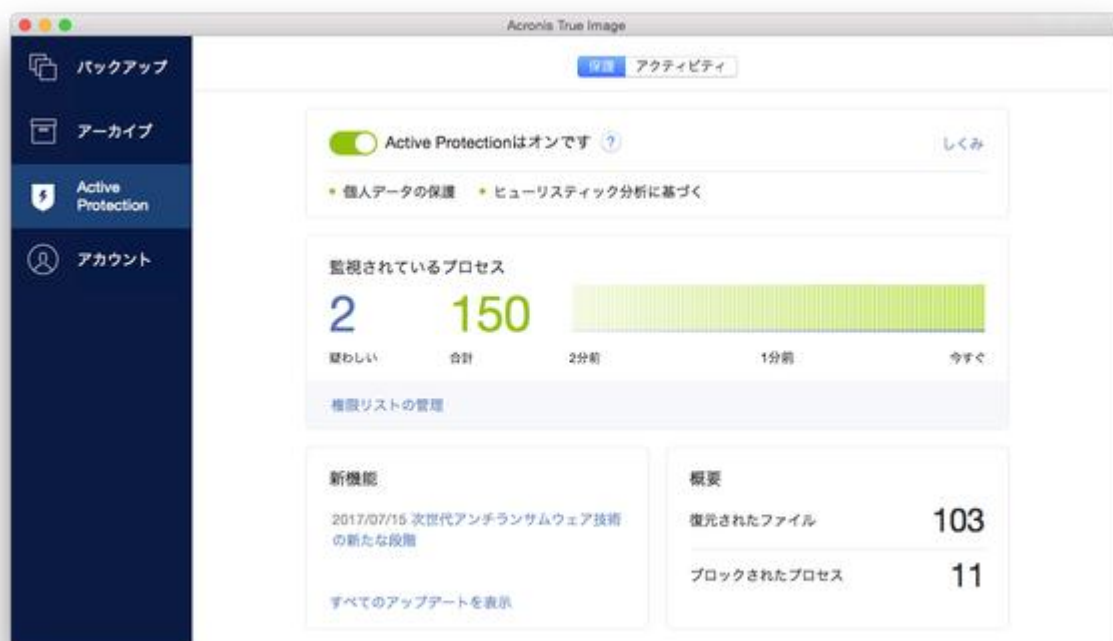 Acronis True Image
バックアップ
アーカイブ
Active
Protection
アカウント
保護 アクティビティ
Active Protectionはオンです ?
しくみ
• 個人データの保護 • ヒューリスティック分析に基づく
監視されているプロセス
2 150
疑わしい 合計 2分前 1分前 今すぐ
権限リストの管理
新機能
2017/07/15 次世代アンチランサムウェア技術
の新たな段階
すべてのアップデートを表示
概要
復元されたファイル 103
ブロックされたプロセス 11